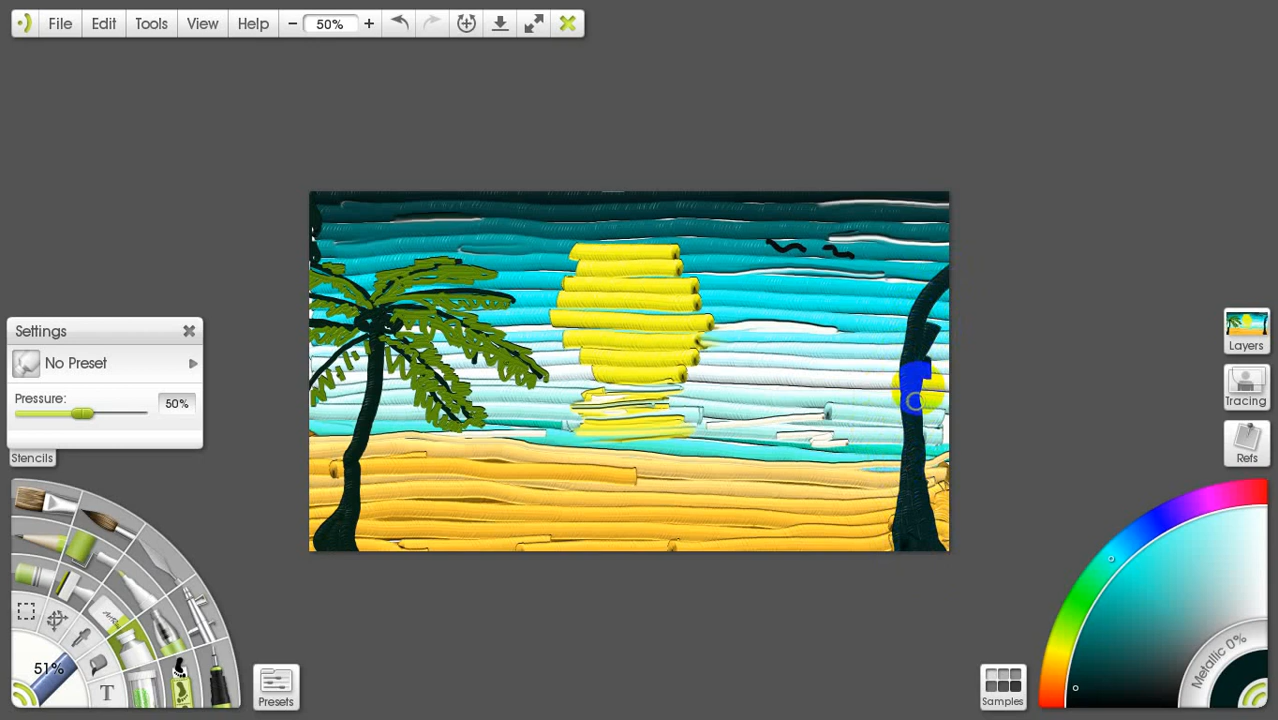 File Edit Tools View Help − 50% +
Settings
No Preset
Pressure:
50%
Stencils
51%
T
Presets
Layers
Tracing
Refs
Metallic 0%
Samples